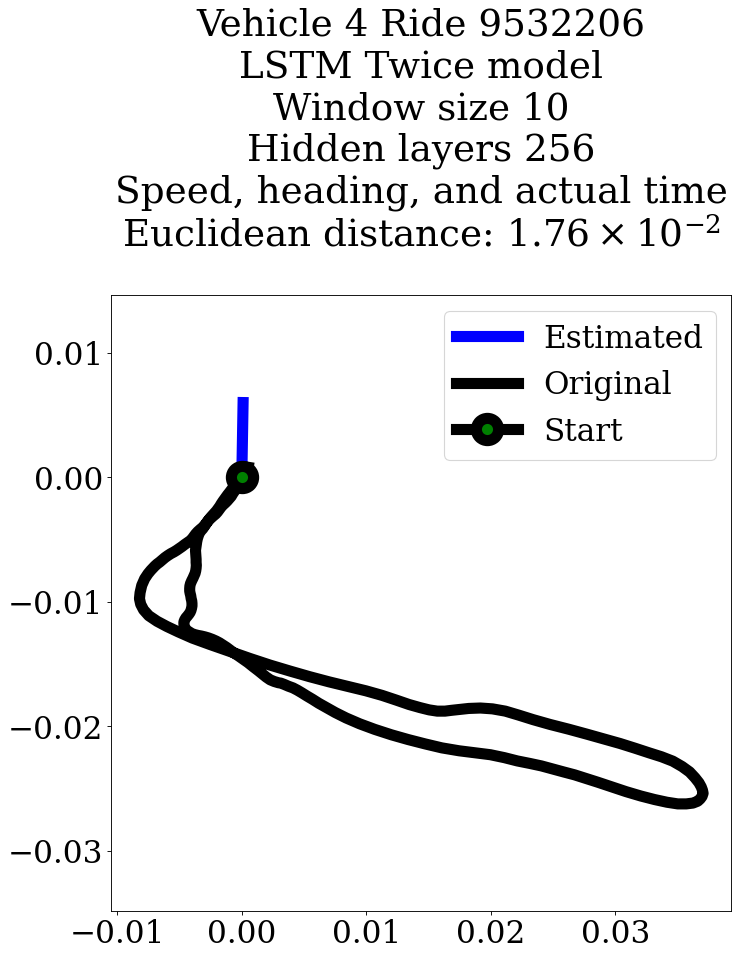 Vehicle 4 Ride 9532206
LSTM Twice model
Window size 10
Hidden layers 256
Speed, heading, and actual time
Euclidean distance: 1.76 × 10⁻²
Estimated
Original
Start
0.01
0.00
−0.01
−0.02
−0.03
−0.01 0.00 0.01 0.02 0.03